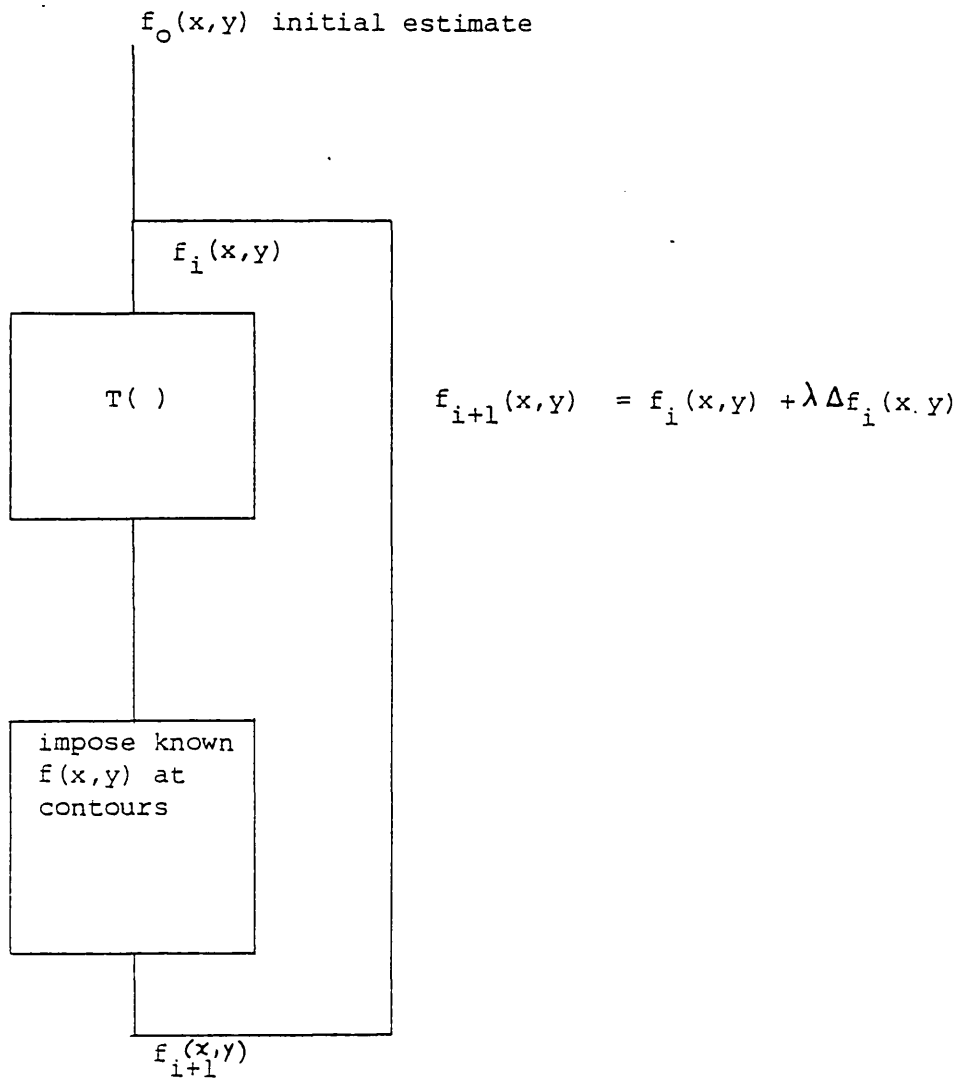 f_o(x,y) initial estimate
f_i(x,y)
T( )
f_{i+1}(x,y) = f_i(x,y) + λ Δf_i(x.y)
impose known
f(x,y) at
contours
f_{i+1}(x,y)